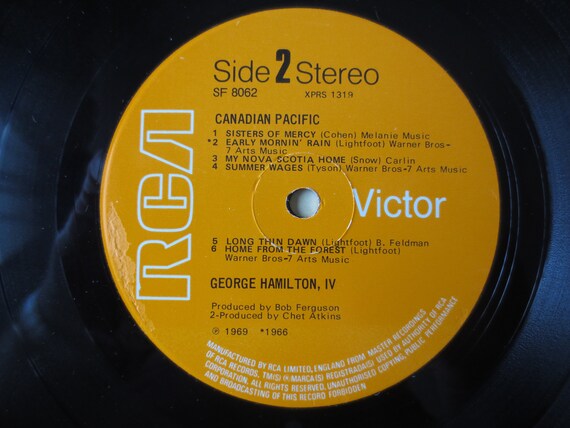 Side 2 Stereo
SF 8062 XPRS 1319
CANADIAN PACIFIC
1 SISTERS OF MERCY (Cohen) Melanie Music
*2 EARLY MORNIN' RAIN (Lightfoot) Warner Bros-
7 Arts Music
3 MY NOVA SCOTIA HOME (Snow) Carlin
4 SUMMER WAGES (Tyson) Warner Bros-7 Arts Music
RCA Victor
5 LONG THIN DAWN (Lightfoot) B. Feldman
6 HOME FROM THE FOREST (Lightfoot)
Warner Bros-7 Arts Music
GEORGE HAMILTON, IV
Produced by Bob Ferguson
2-Produced by Chet Atkins
℗ 1969 *1966
MANUFACTURED BY RCA LIMITED, ENGLAND FROM MASTER RECORDINGS
OF RCA RECORDS. TM(S) ® MARCA(S) REGISTRADA(S) USED BY AUTHORITY OF RCA
CORPORATION. ALL RIGHTS RESERVED. UNAUTHORISED COPYING, PUBLIC PERFORMANCE
AND BROADCASTING OF THIS RECORD FORBIDDEN